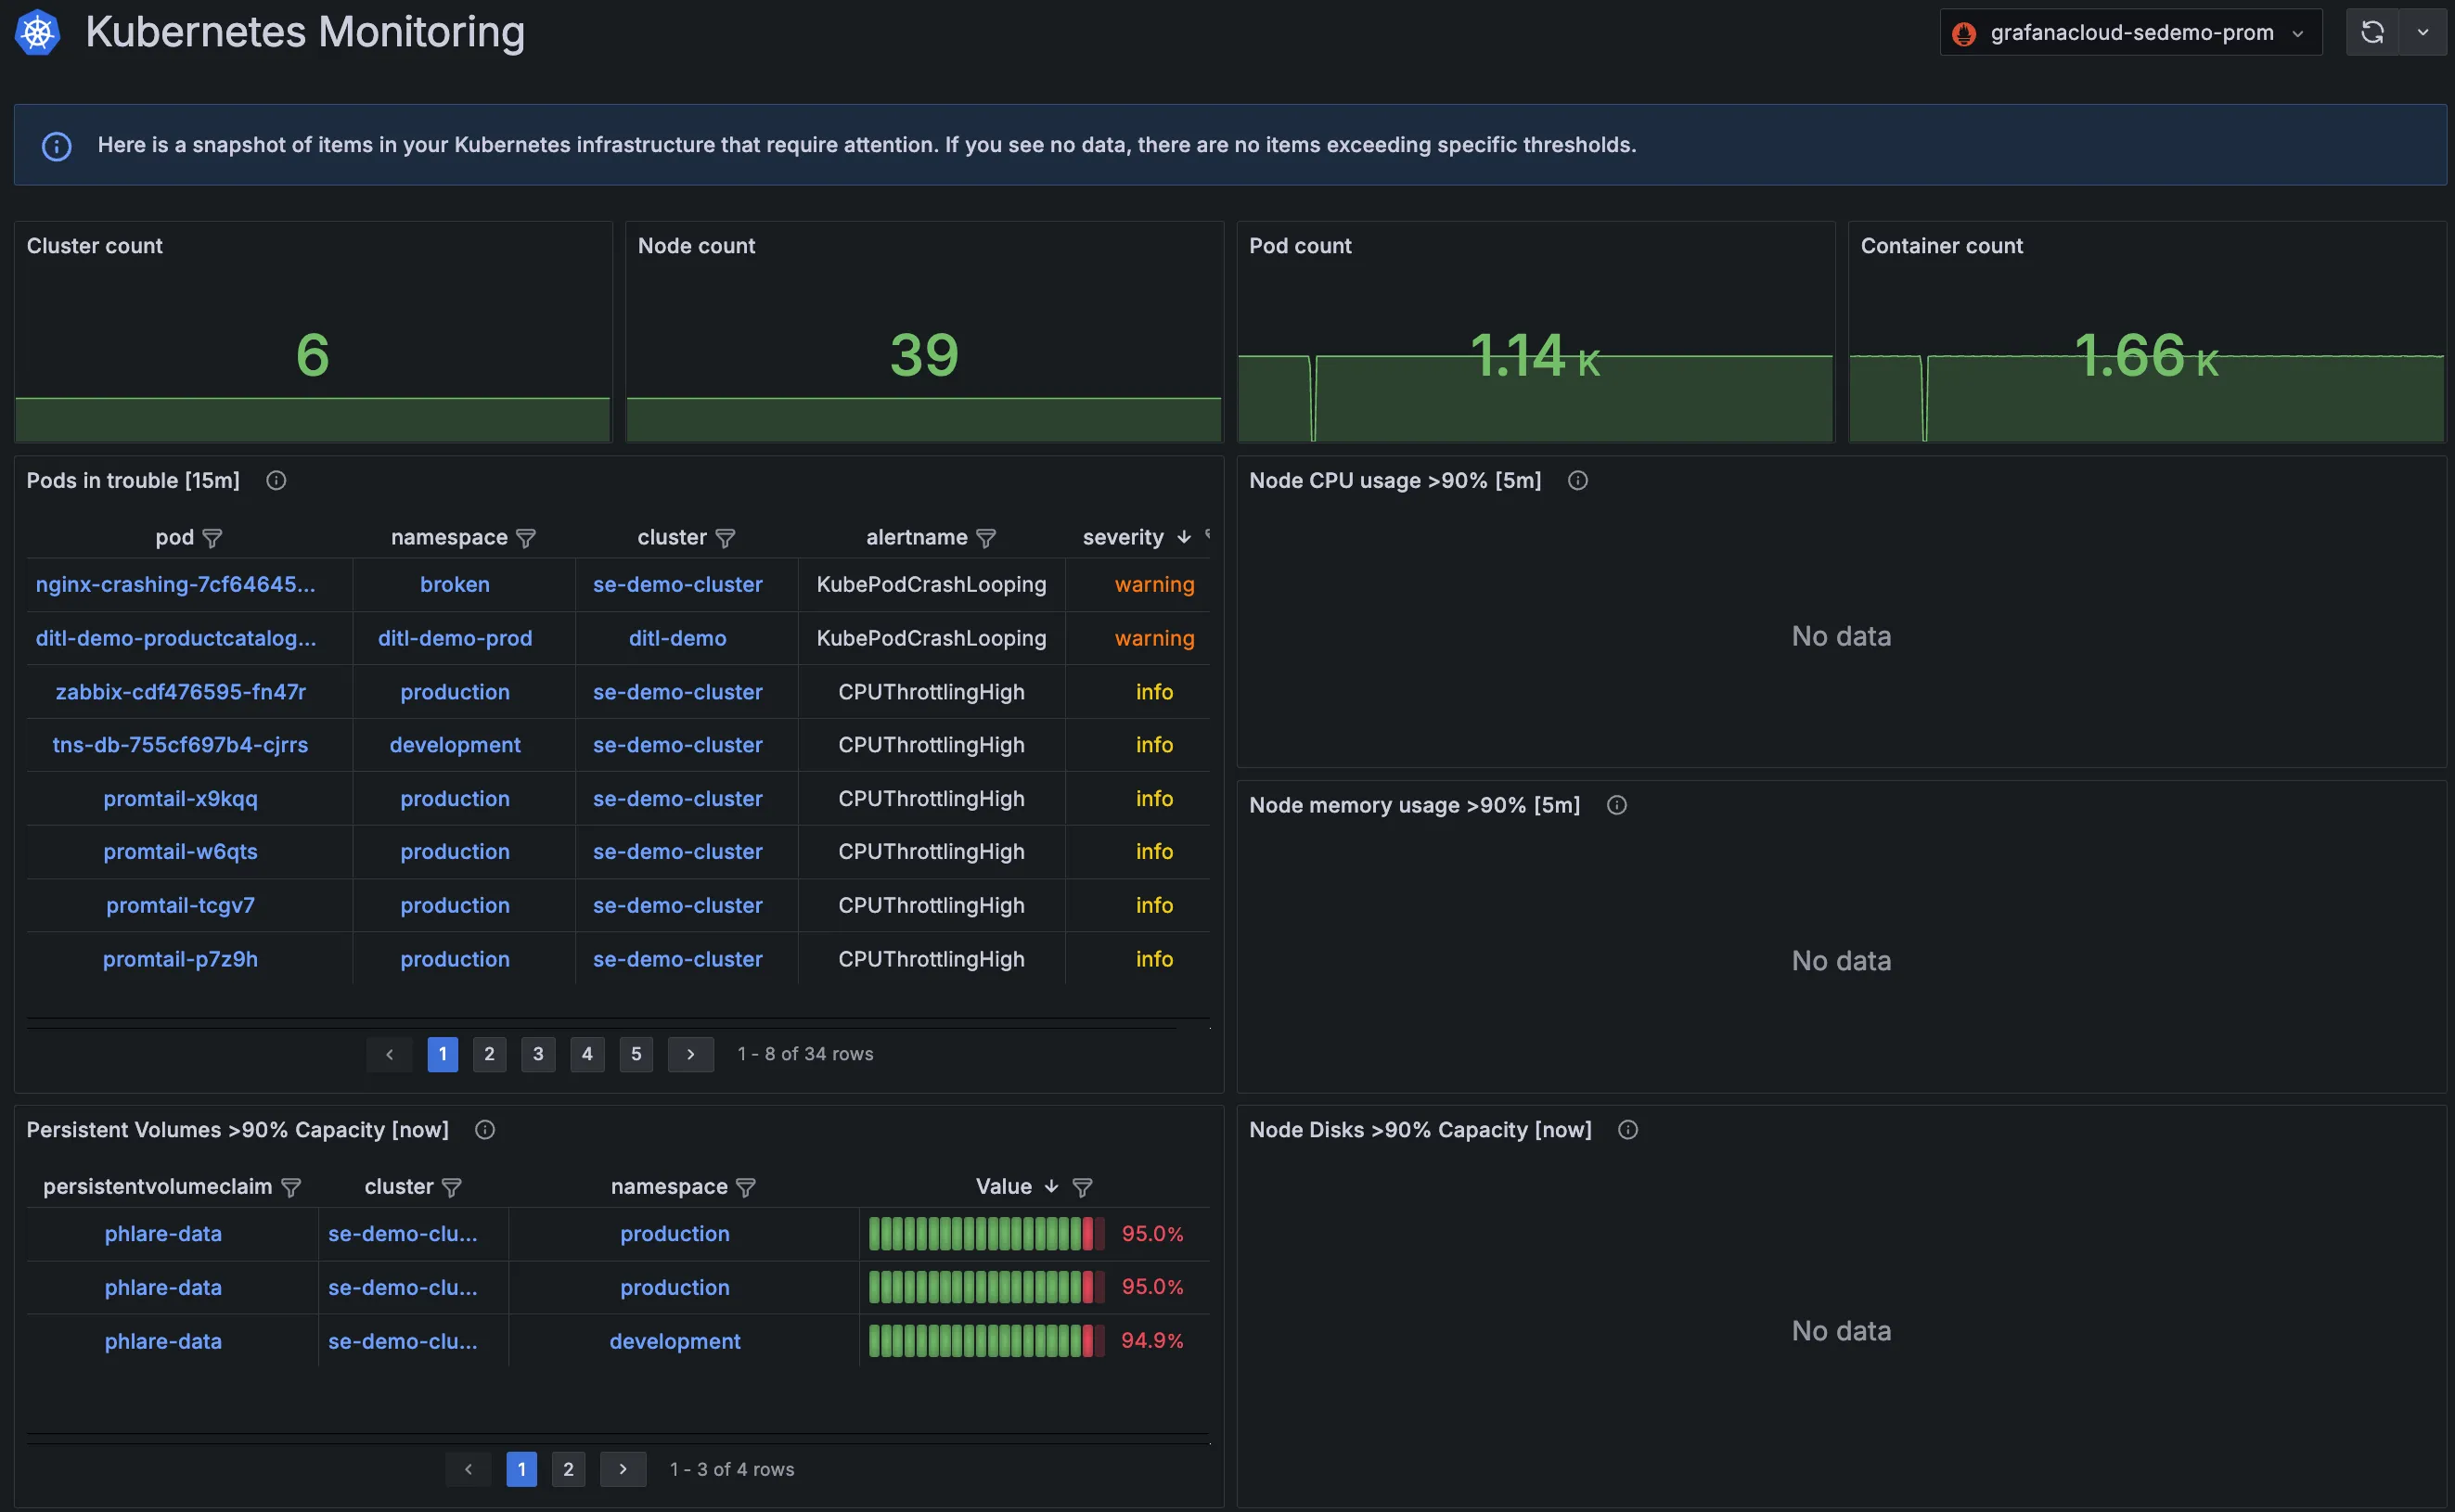 Kubernetes Monitoring
grafanacloud-sedemo-prom
Here is a snapshot of items in your Kubernetes infrastructure that require attention. If you see no data, there are no items exceeding specific thresholds.
Cluster count
6
Node count
39
Pod count
1.14 K
Container count
1.66 K
Pods in trouble [15m]
pod namespace cluster alertname severity
nginx-crashing-7cf64645... broken se-demo-cluster KubePodCrashLooping warning
ditl-demo-productcatalog... ditl-demo-prod ditl-demo KubePodCrashLooping warning
zabbix-cdf476595-fn47r production se-demo-cluster CPUThrottlingHigh info
tns-db-755cf697b4-cjrrs development se-demo-cluster CPUThrottlingHigh info
promtail-x9kqq production se-demo-cluster CPUThrottlingHigh info
promtail-w6qts production se-demo-cluster CPUThrottlingHigh info
promtail-tcgv7 production se-demo-cluster CPUThrottlingHigh info
promtail-p7z9h production se-demo-cluster CPUThrottlingHigh info
1 2 3 4 5 1 - 8 of 34 rows
Node CPU usage >90% [5m]
No data
Node memory usage >90% [5m]
No data
Persistent Volumes >90% Capacity [now]
persistentvolumeclaim cluster namespace Value
phlare-data se-demo-clu... production 95.0%
phlare-data se-demo-clu... production 95.0%
phlare-data se-demo-clu... development 94.9%
1 2 1 - 3 of 4 rows
Node Disks >90% Capacity [now]
No data